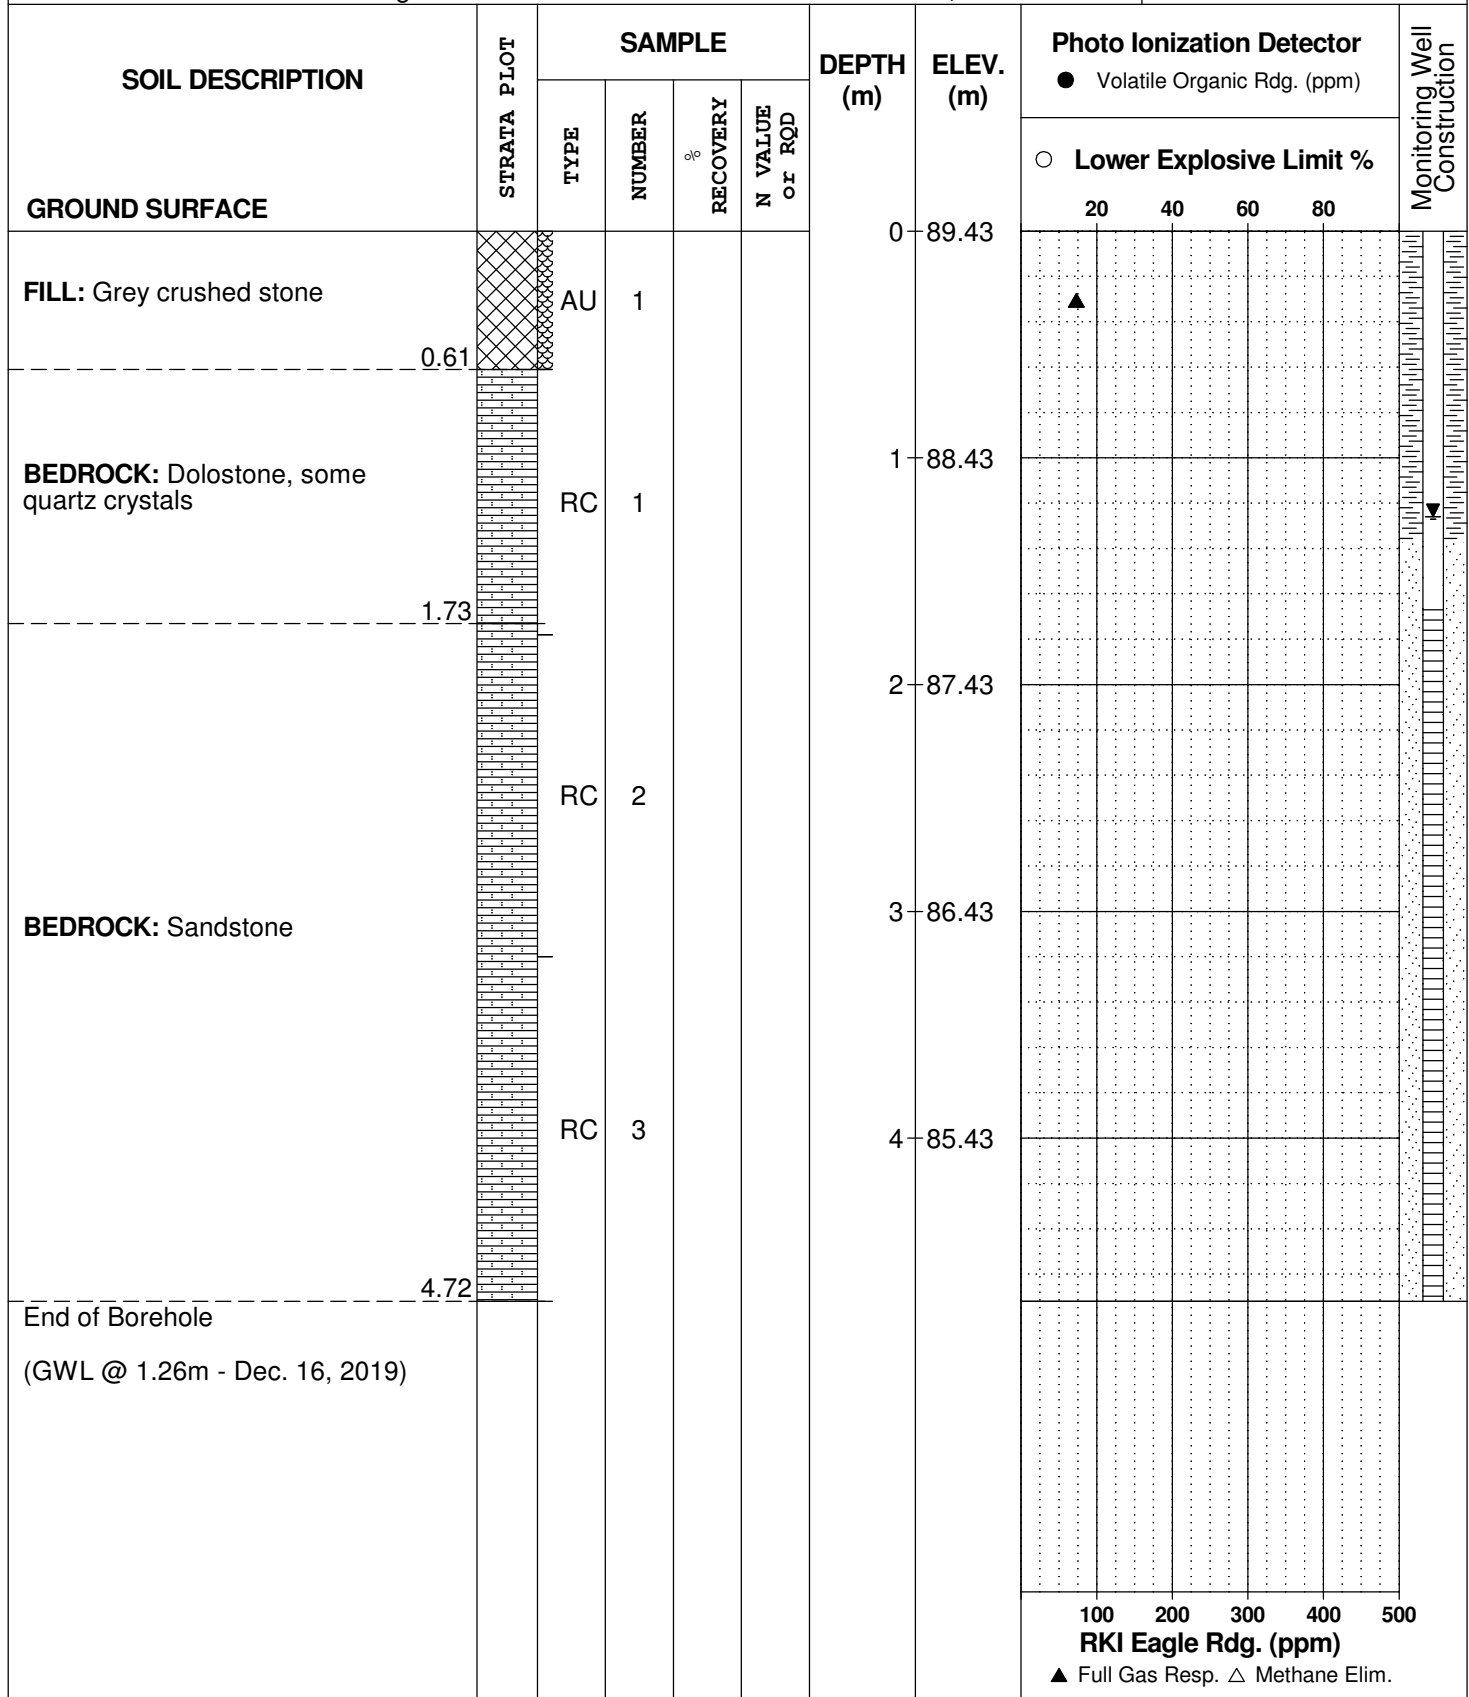 SOIL DESCRIPTION
GROUND SURFACE
STRATA PLOT
SAMPLE
TYPE
NUMBER
%
RECOVERY
N VALUE
or RQD
DEPTH
(m)
ELEV.
(m)
Photo Ionization Detector
● Volatile Organic Rdg. (ppm)
○ Lower Explosive Limit %
20 40 60 80
Monitoring Well
Construction
0 89.43
FILL: Grey crushed stone
AU 1
0.61
1 88.43
BEDROCK: Dolostone, some
quartz crystals
RC 1
1.73
2 87.43
RC 2
3 86.43
BEDROCK: Sandstone
RC 3
4 85.43
4.72
End of Borehole
(GWL @ 1.26m - Dec. 16, 2019)
100 200 300 400 500
RKI Eagle Rdg. (ppm)
▲ Full Gas Resp. △ Methane Elim.